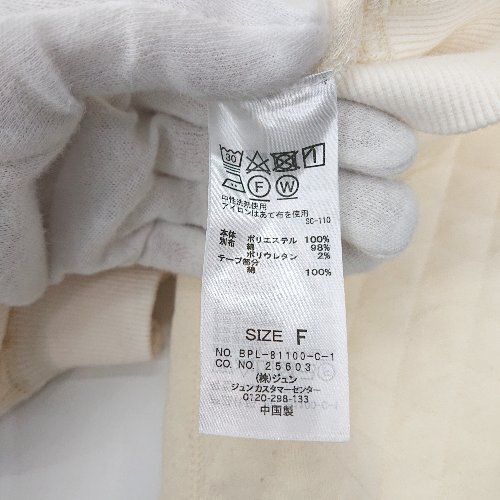 30
F W
中性洗剤使用
アイロンはあて布を使用
SC-110
本体 ポリエステル 100%
別布 綿 98%
ポリウレタン 2%
テープ部分
綿 100%
SIZE F
NO. BPL-81100-C-1
CO. NO. 25603
(株)ジュン
ジュンカスタマーセンター
0120-298-133
中国製